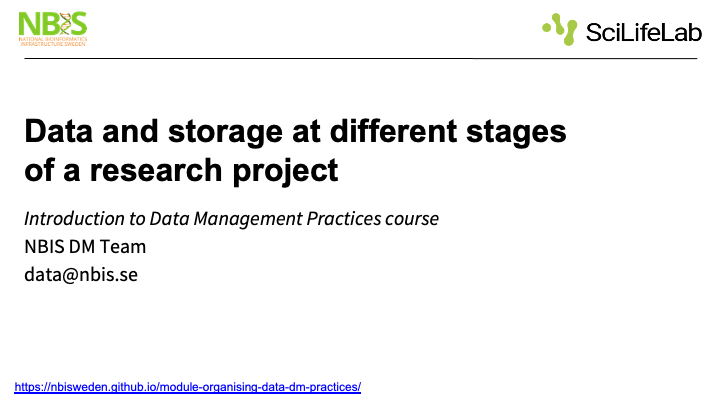 NBIS
NATIONAL BIOINFORMATICS
INFRASTRUCTURE SWEDEN
SciLifeLab
Data and storage at different stages
of a research project
Introduction to Data Management Practices course
NBIS DM Team
data@nbis.se
https://nbisweden.github.io/module-organising-data-dm-practices/